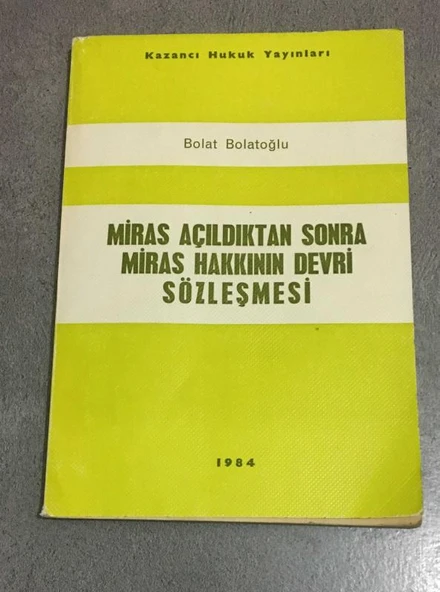 Kazancı Hukuk Yayınları
Bolat Bolatoğlu
MİRAS AÇILDIKTAN SONRA
MİRAS HAKKININ DEVRİ
SÖZLEŞMESİ
1984